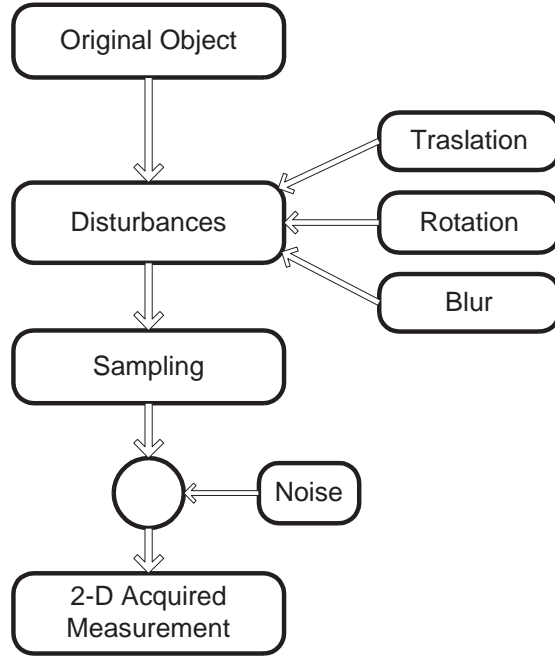 Original Object
Traslation
Disturbances
Rotation
Blur
Sampling
Noise
2-D Acquired
Measurement